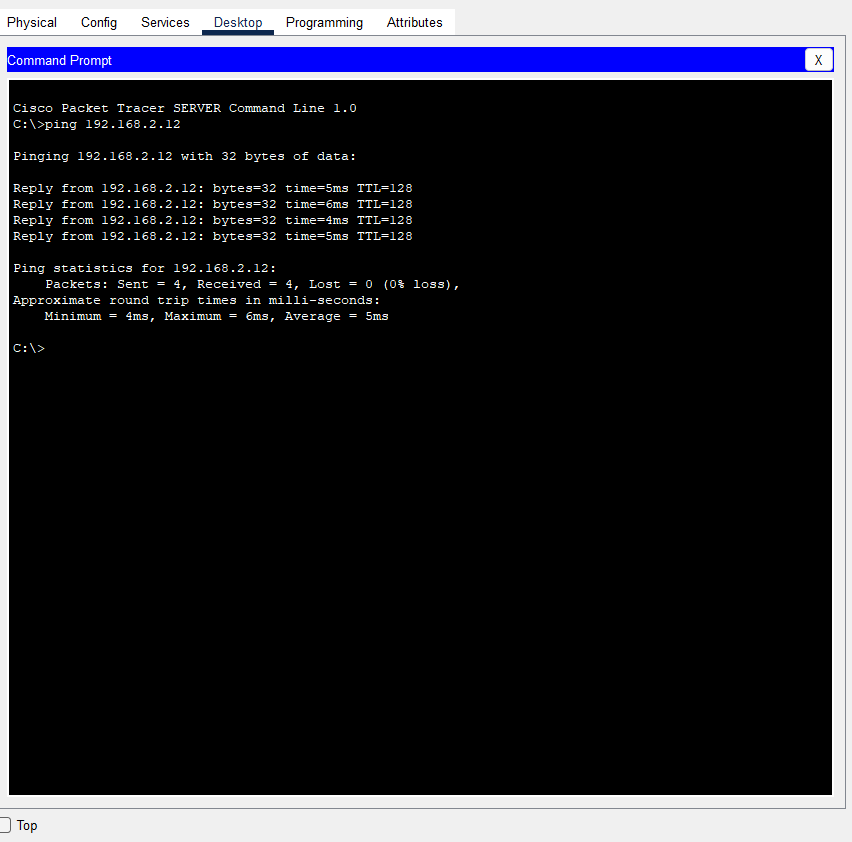 Physical Config Services Desktop Programming Attributes
Command Prompt X
Cisco Packet Tracer SERVER Command Line 1.0
C:\>ping 192.168.2.12
Pinging 192.168.2.12 with 32 bytes of data:
Reply from 192.168.2.12: bytes=32 time=5ms TTL=128
Reply from 192.168.2.12: bytes=32 time=6ms TTL=128
Reply from 192.168.2.12: bytes=32 time=4ms TTL=128
Reply from 192.168.2.12: bytes=32 time=5ms TTL=128
Ping statistics for 192.168.2.12:
    Packets: Sent = 4, Received = 4, Lost = 0 (0% loss),
Approximate round trip times in milli-seconds:
    Minimum = 4ms, Maximum = 6ms, Average = 5ms
C:\>
Top